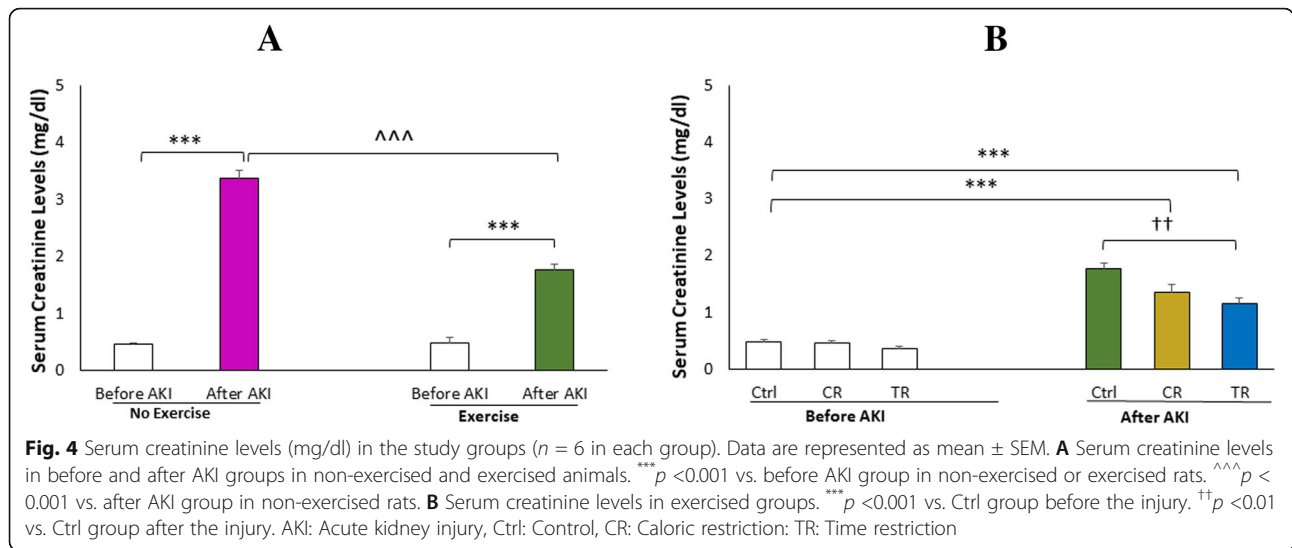 A
B
Serum Creatinine Levels (mg/dl)
5
4
3
2
1
0
***
^^^
***
Before AKI After AKI
No Exercise
Before AKI After AKI
Exercise
Serum Creatinine Levels (mg/dl)
5
4
3
2
1
0
***
***
††
Ctrl CR TR
Before AKI
Ctrl CR TR
After AKI
Fig. 4 Serum creatinine levels (mg/dl) in the study groups (n = 6 in each group). Data are represented as mean ± SEM. A Serum creatinine levels
in before and after AKI groups in non-exercised and exercised animals. ***p <0.001 vs. before AKI group in non-exercised or exercised rats. ^^^p <
0.001 vs. after AKI group in non-exercised rats. B Serum creatinine levels in exercised groups. ***p <0.001 vs. Ctrl group before the injury. ††p <0.01
vs. Ctrl group after the injury. AKI: Acute kidney injury, Ctrl: Control, CR: Caloric restriction: TR: Time restriction